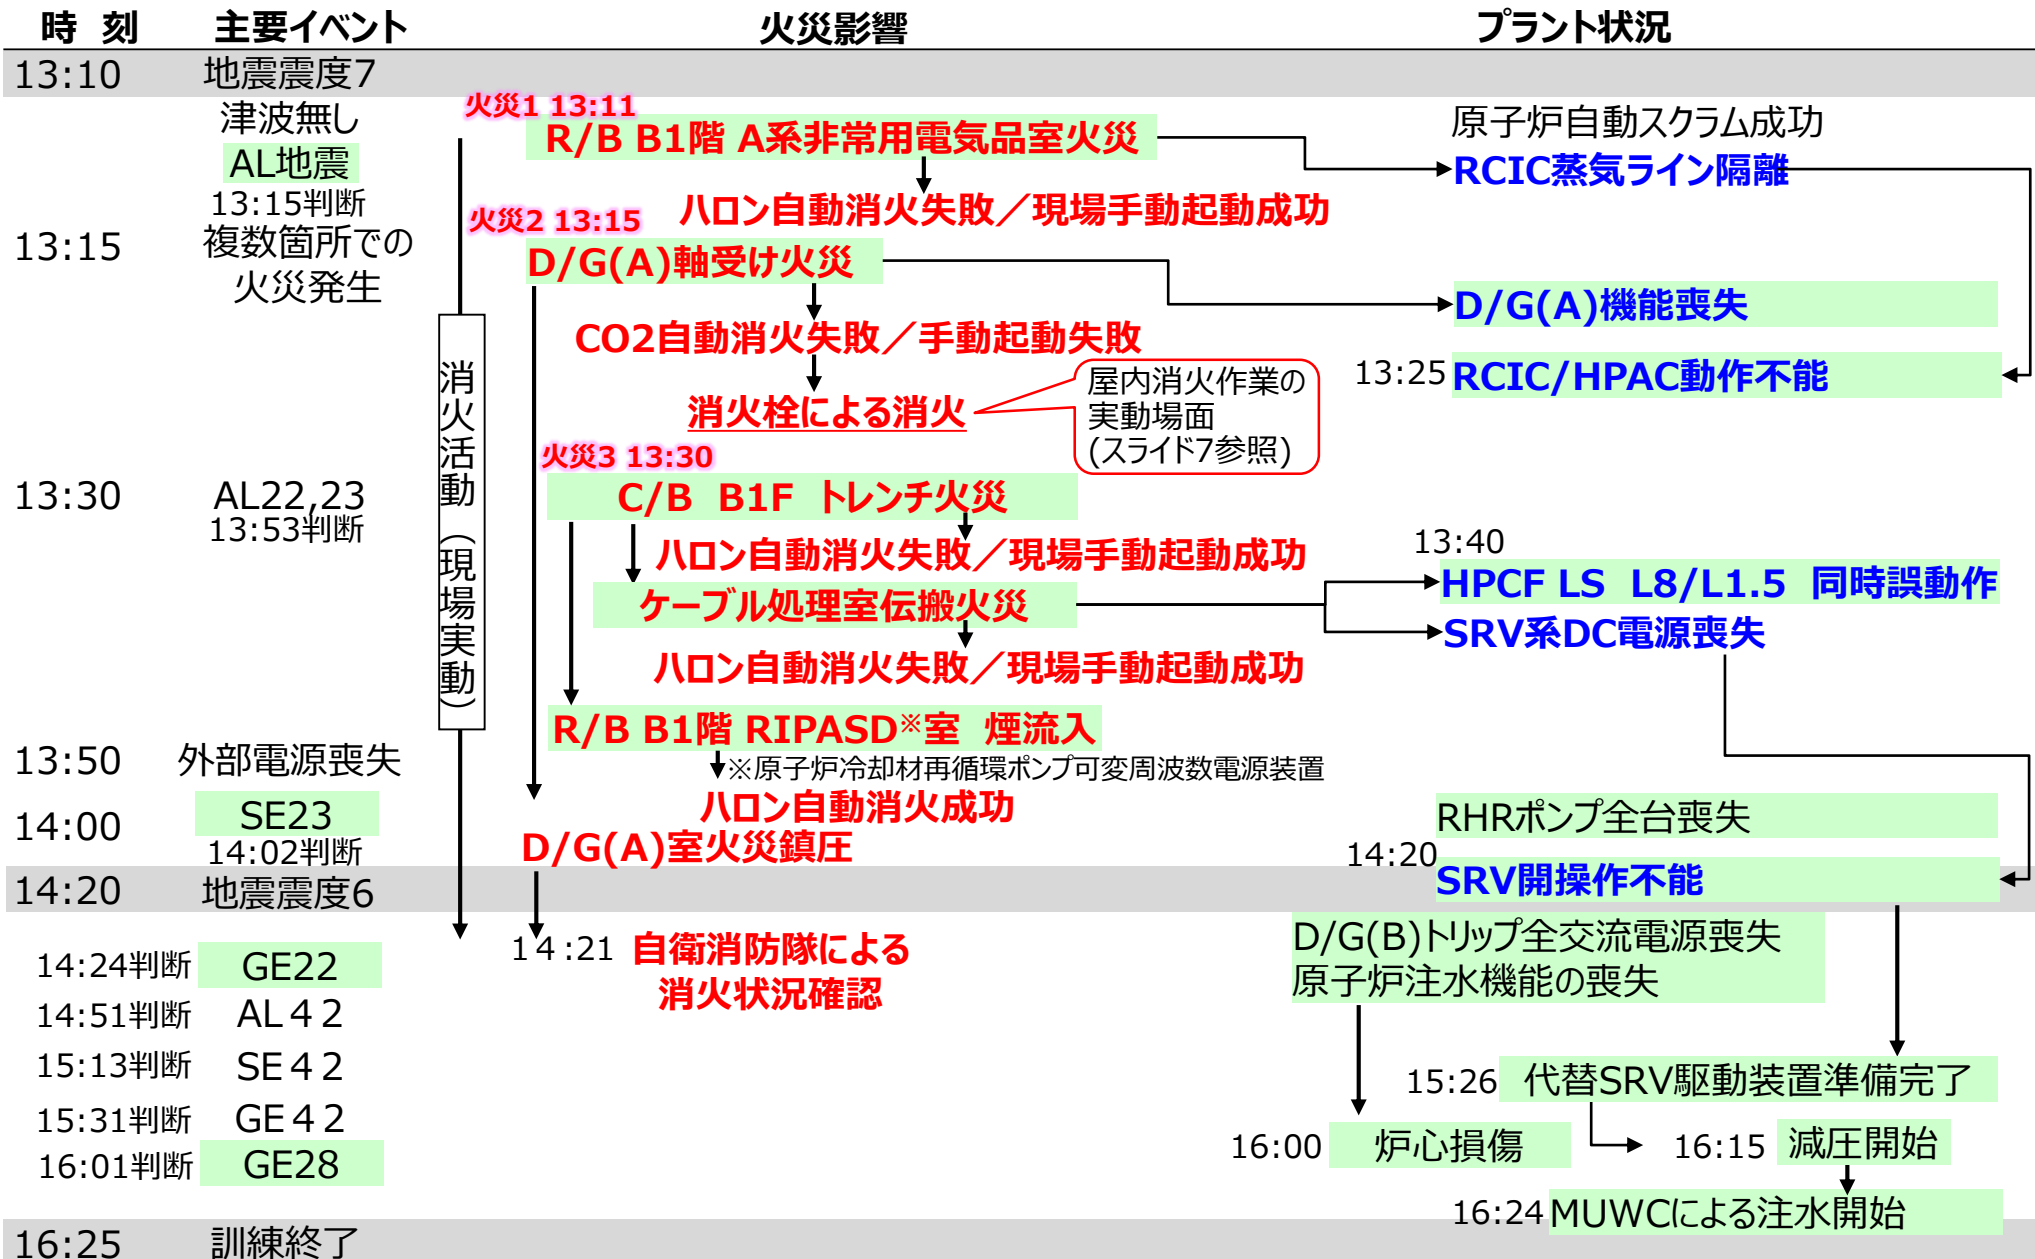 時 刻 主要イベント 火災影響 プラント状況
13:10 地震震度7
津波無し
AL地震
13:15判断
火災1 13:11
R/B B1階 A系非常用電気品室火災
ハロン自動消火失敗／現場手動起動成功
原子炉自動スクラム成功
RCIC蒸気ライン隔離
13:15 複数箇所での
火災発生
火災2 13:15
D/G(A)軸受け火災
CO2自動消火失敗／手動起動失敗
消火栓による消火
屋内消火作業の
実動場面
(スライド7参照)
D/G(A)機能喪失
13:25 RCIC/HPAC動作不能
消火活動（現場実動）
13:30 AL22,23
13:53判断
火災3 13:30
C/B B1F トレンチ火災
ハロン自動消火失敗／現場手動起動成功
ケーブル処理室伝搬火災
ハロン自動消火失敗／現場手動起動成功
13:40
HPCF LS L8/L1.5 同時誤動作
SRV系DC電源喪失
R/B B1階 RIPASD※室 煙流入
※原子炉冷却材再循環ポンプ可変周波数電源装置
ハロン自動消火成功
13:50 外部電源喪失
14:00 SE23
14:02判断
D/G(A)室火災鎮圧
RHRポンプ全台喪失
14:20 地震震度6
14:20 SRV開操作不能
14:21 自衛消防隊による
消火状況確認
D/G(B)トリップ全交流電源喪失
原子炉注水機能の喪失
14:24判断 GE22
14:51判断 AL４２
15:13判断 SE４２
15:31判断 GE４２
16:01判断 GE28
15:26 代替SRV駆動装置準備完了
16:00 炉心損傷
16:15 減圧開始
16:24 MUWCによる注水開始
16:25 訓練終了